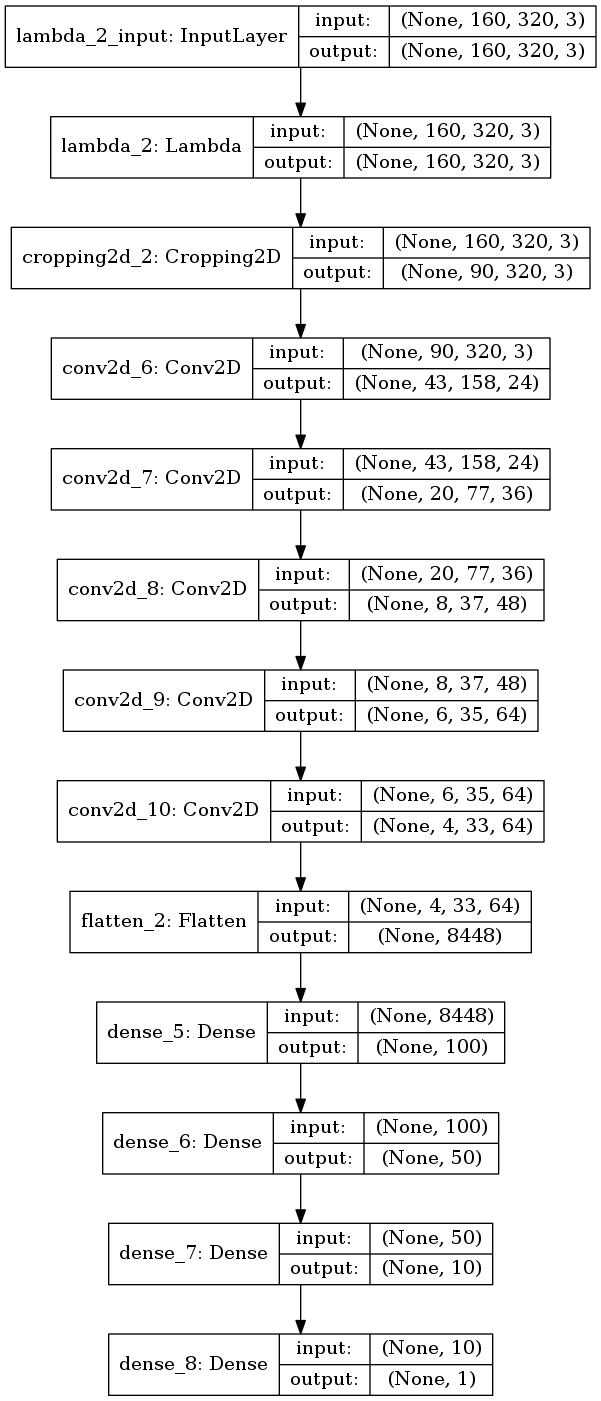 lambda_2_input: InputLayer
input:
(None, 160, 320, 3)
output:
(None, 160, 320, 3)
lambda_2: Lambda
input:
(None, 160, 320, 3)
output:
(None, 160, 320, 3)
cropping2d_2: Cropping2D
input:
(None, 160, 320, 3)
output:
(None, 90, 320, 3)
conv2d_6: Conv2D
input:
(None, 90, 320, 3)
output:
(None, 43, 158, 24)
conv2d_7: Conv2D
input:
(None, 43, 158, 24)
output:
(None, 20, 77, 36)
conv2d_8: Conv2D
input:
(None, 20, 77, 36)
output:
(None, 8, 37, 48)
conv2d_9: Conv2D
input:
(None, 8, 37, 48)
output:
(None, 6, 35, 64)
conv2d_10: Conv2D
input:
(None, 6, 35, 64)
output:
(None, 4, 33, 64)
flatten_2: Flatten
input:
(None, 4, 33, 64)
output:
(None, 8448)
dense_5: Dense
input:
(None, 8448)
output:
(None, 100)
dense_6: Dense
input:
(None, 100)
output:
(None, 50)
dense_7: Dense
input:
(None, 50)
output:
(None, 10)
dense_8: Dense
input:
(None, 10)
output:
(None, 1)